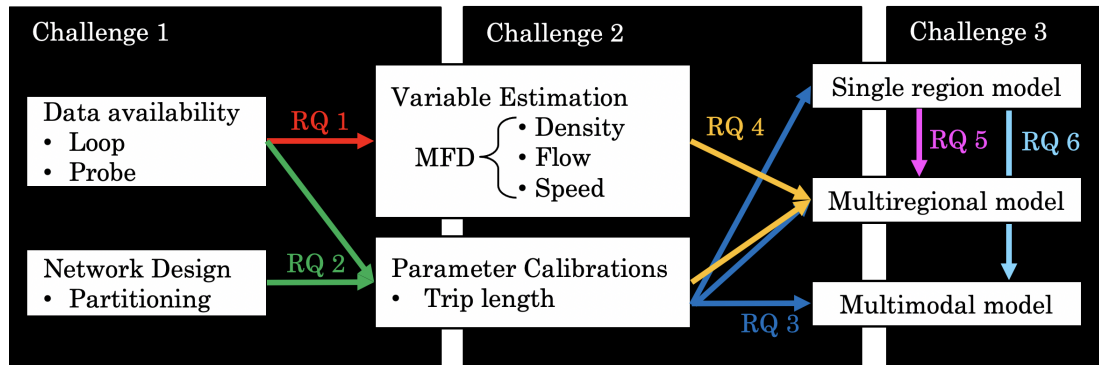 Challenge 1
Challenge 2
Challenge 3
Data availability
• Loop
• Probe
RQ 1
Variable Estimation
MFD
• Density
• Flow
• Speed
RQ 4
Single region model
RQ 5
RQ 6
Multiregional model
Network Design
• Partitioning
RQ 2
Parameter Calibrations
• Trip length
RQ 3
Multimodal model